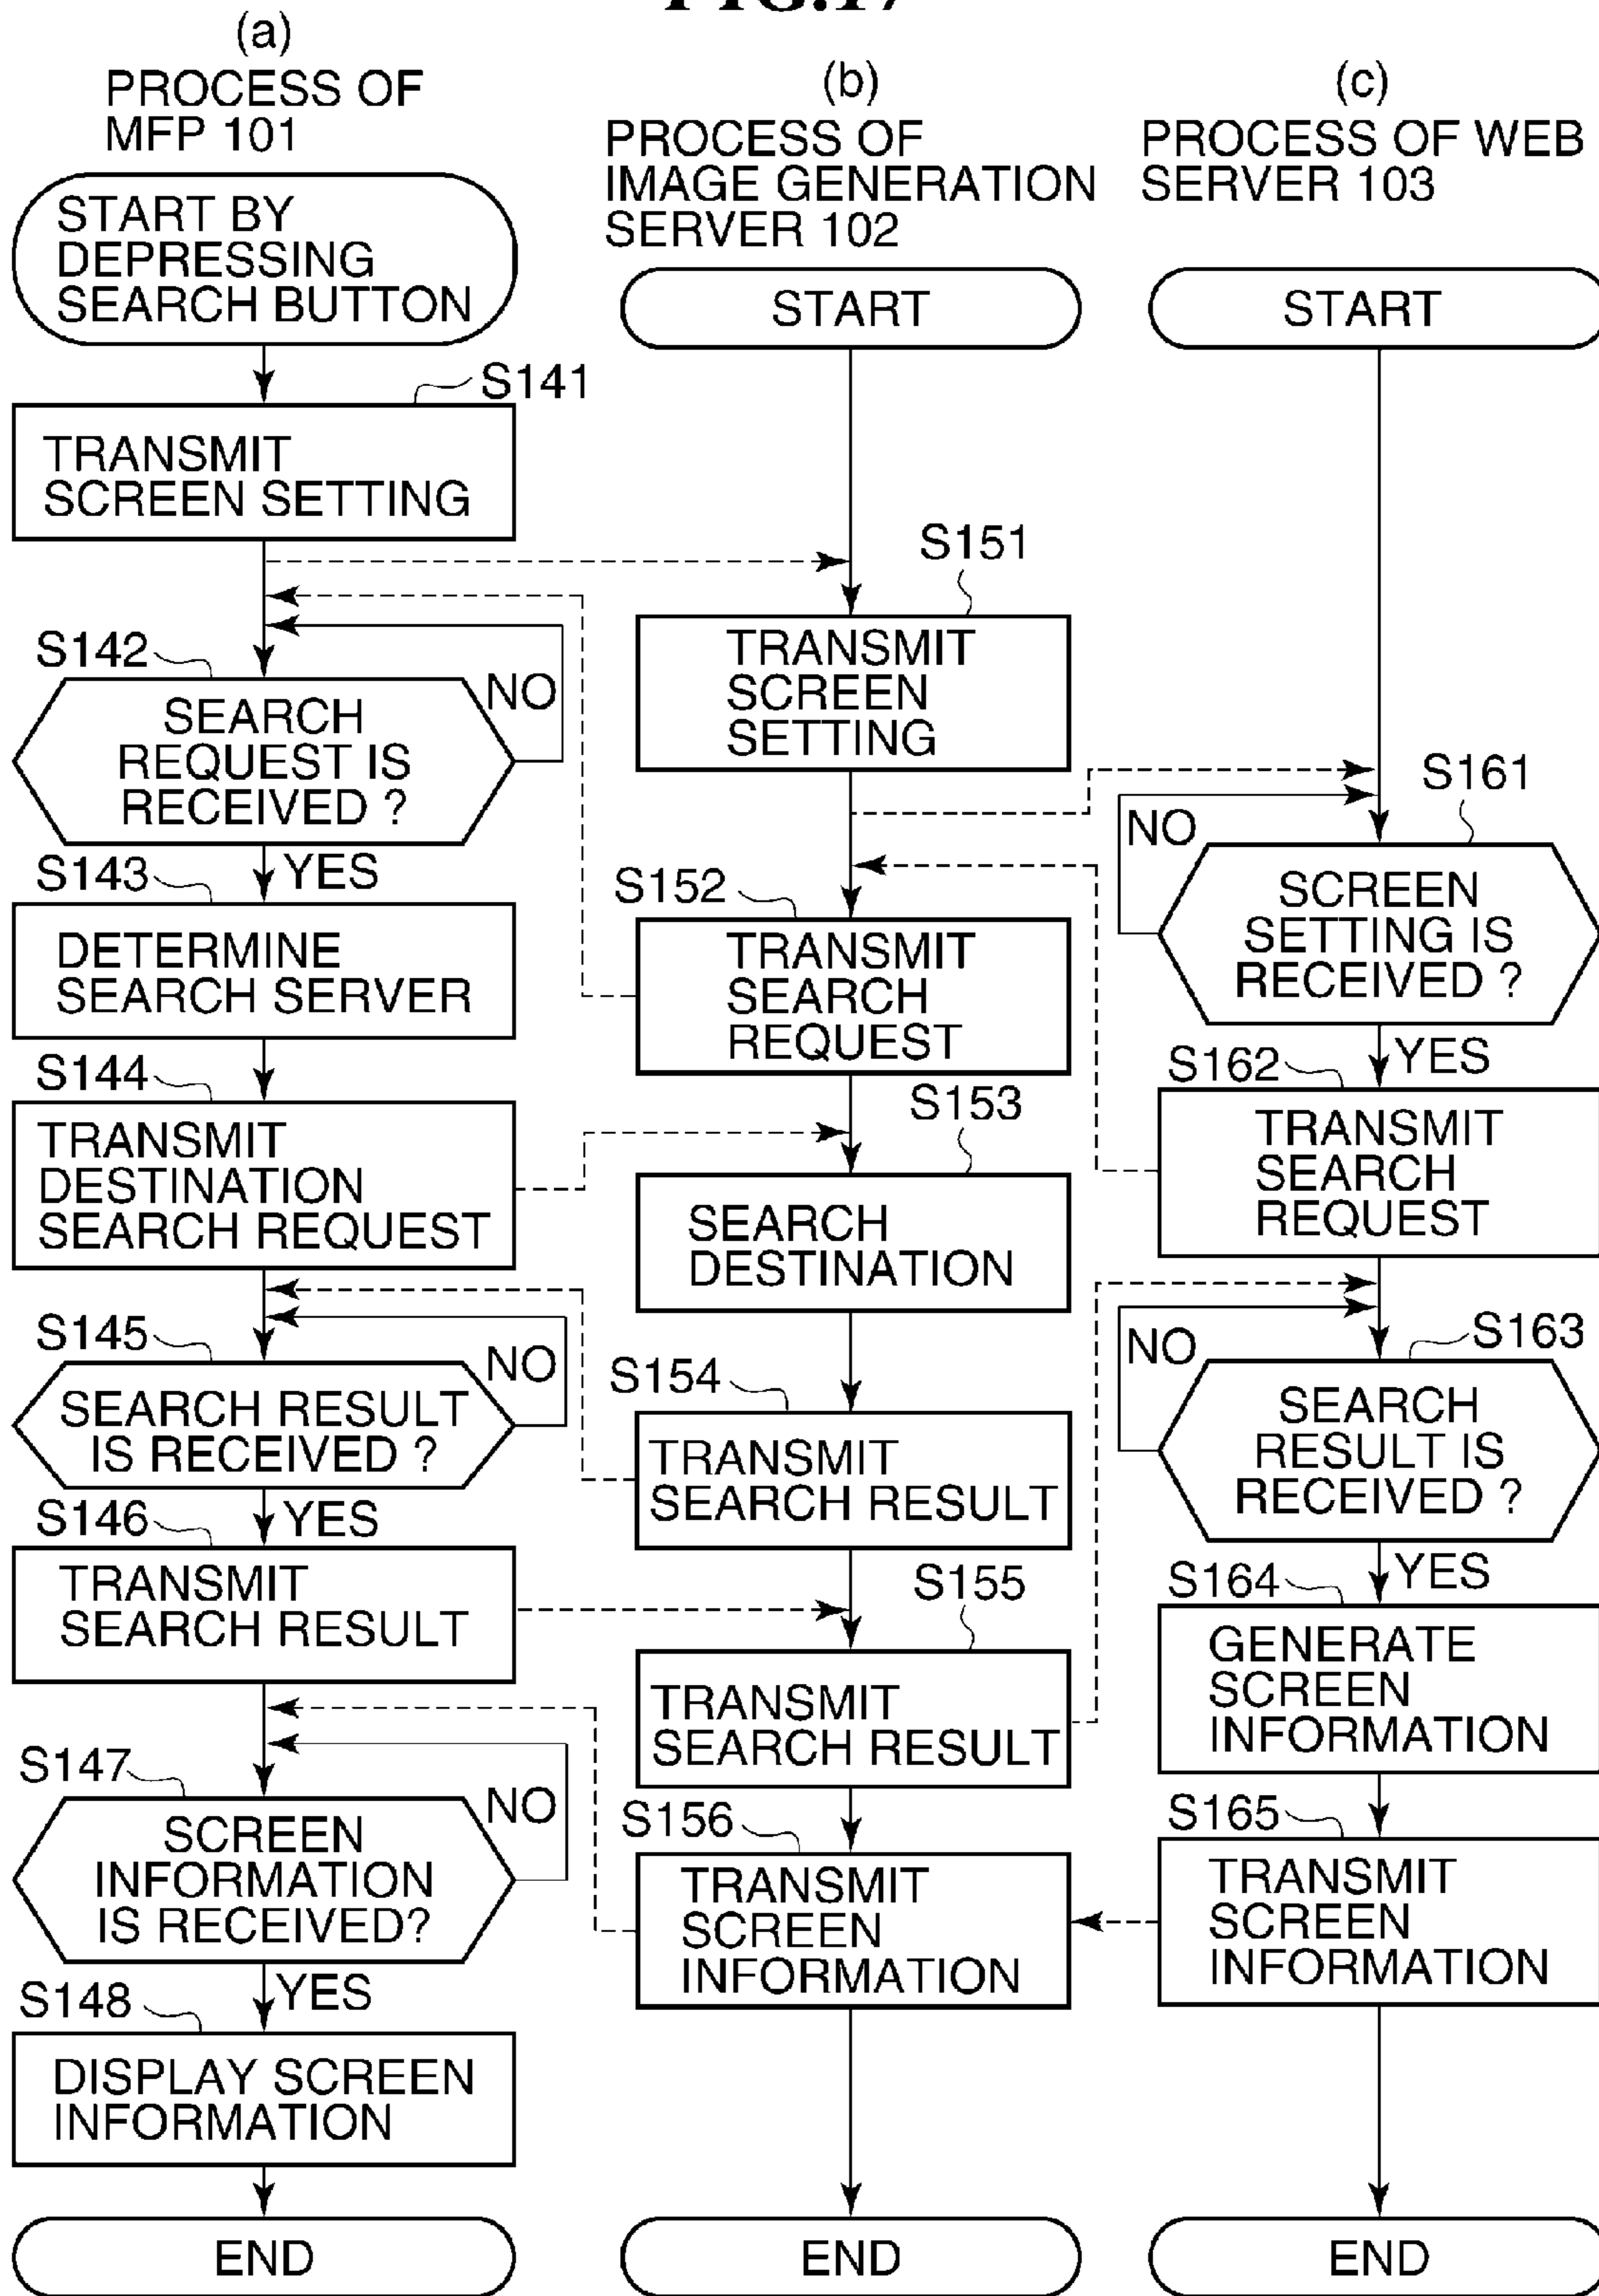 FIG.17
(a)
PROCESS OF
MFP 101
START BY
DEPRESSING
SEARCH BUTTON
S141
TRANSMIT
SCREEN SETTING
S142
SEARCH
REQUEST IS
RECEIVED ?
NO
YES
S143
DETERMINE
SEARCH SERVER
S144
TRANSMIT
DESTINATION
SEARCH REQUEST
S145
SEARCH RESULT
IS RECEIVED ?
NO
YES
S146
TRANSMIT
SEARCH RESULT
S147
SCREEN
INFORMATION
IS RECEIVED?
NO
YES
S148
DISPLAY SCREEN
INFORMATION
END
(b)
PROCESS OF
IMAGE GENERATION
SERVER 102
START
S151
TRANSMIT
SCREEN
SETTING
S152
TRANSMIT
SEARCH
REQUEST
S153
SEARCH
DESTINATION
S154
TRANSMIT
SEARCH RESULT
S155
TRANSMIT
SEARCH RESULT
S156
TRANSMIT
SCREEN
INFORMATION
END
(c)
PROCESS OF WEB
SERVER 103
START
S161
NO
SCREEN
SETTING IS
RECEIVED ?
YES
S162
TRANSMIT
SEARCH
REQUEST
S163
NO
SEARCH
RESULT IS
RECEIVED ?
YES
S164
GENERATE
SCREEN
INFORMATION
S165
TRANSMIT
SCREEN
INFORMATION
END